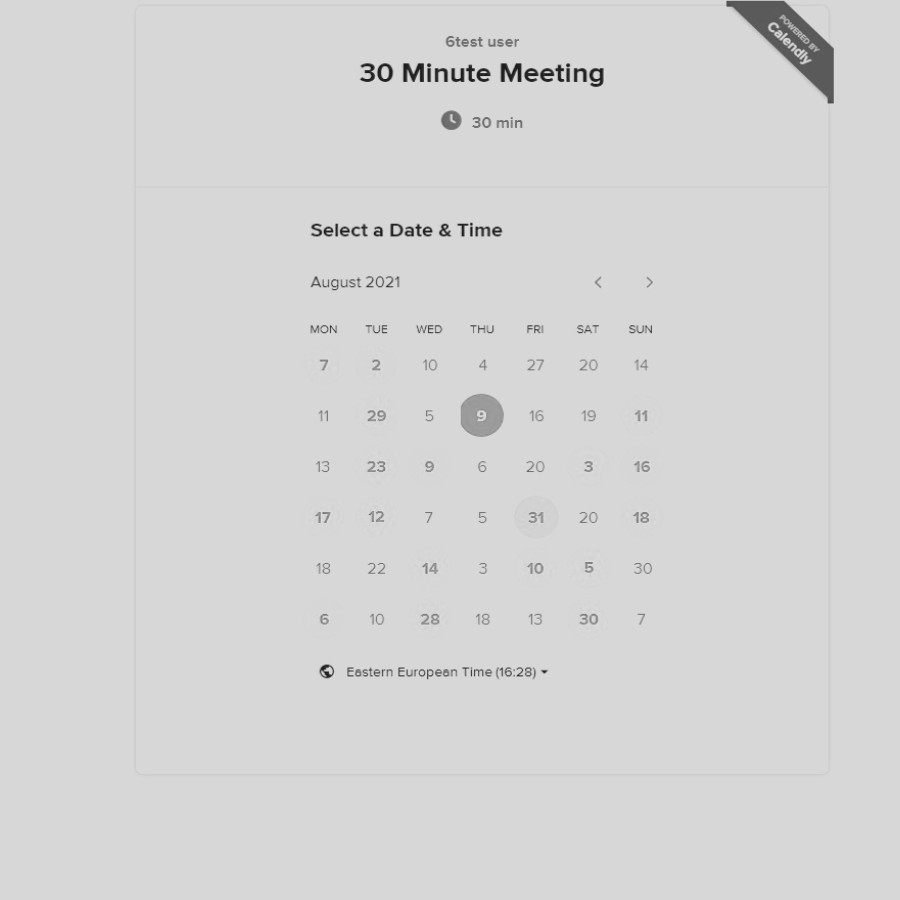 POWERED BY
Calendly
6test user
30 Minute Meeting
30 min
Select a Date & Time
August 2021
MON TUE WED THU FRI SAT SUN
7 2 10 4 27 20 14
11 29 5 9 16 19 11
13 23 9 6 20 3 16
17 12 7 5 31 20 18
18 22 14 3 10 5 30
6 10 28 18 13 30 7
Eastern European Time (16:28)